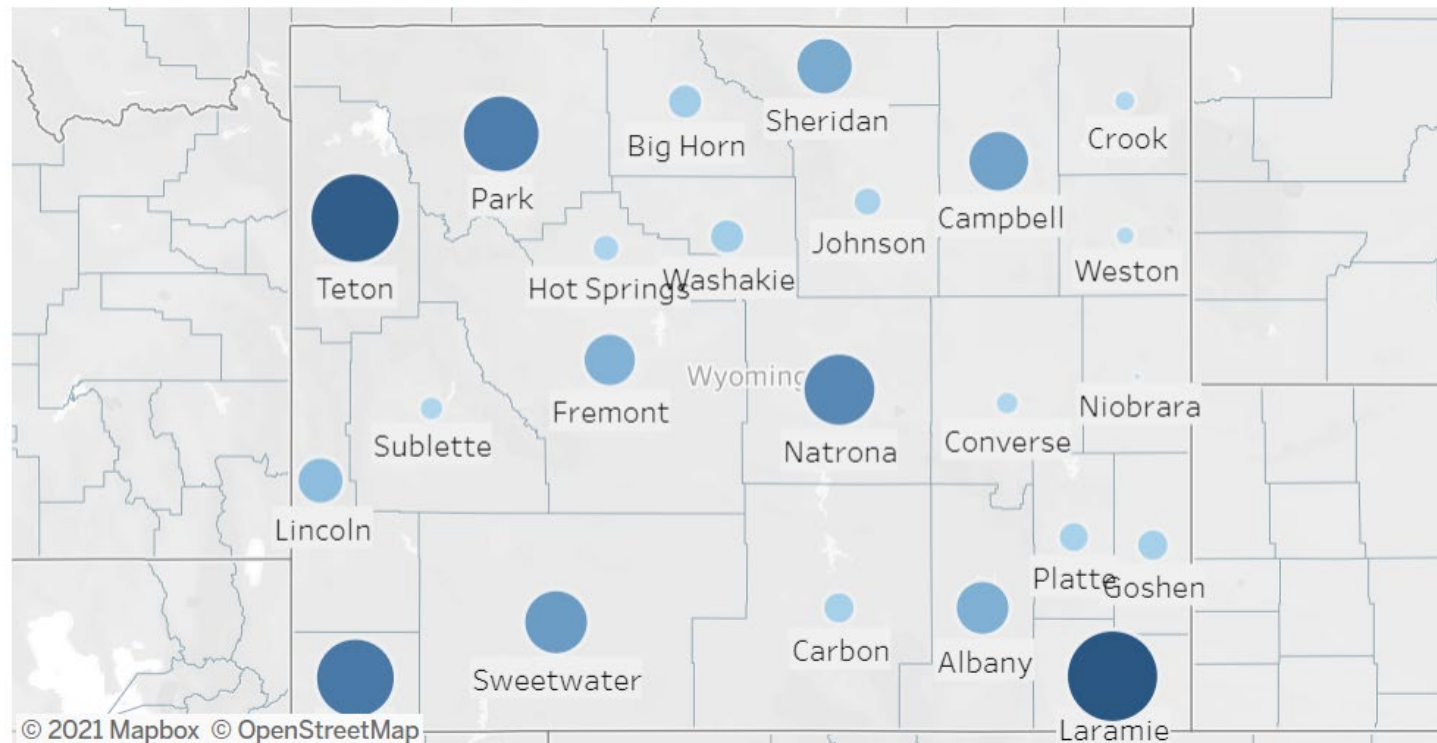 Sheridan
Crook
Big Horn
Park
Campbell
Johnson
Weston
Teton
Hot Springs
Washakie
Wyoming
Niobrara
Fremont
Converse
Sublette
Natrona
Lincoln
Platte
Goshen
Carbon
Albany
Sweetwater
Laramie
© 2021 Mapbox © OpenStreetMap